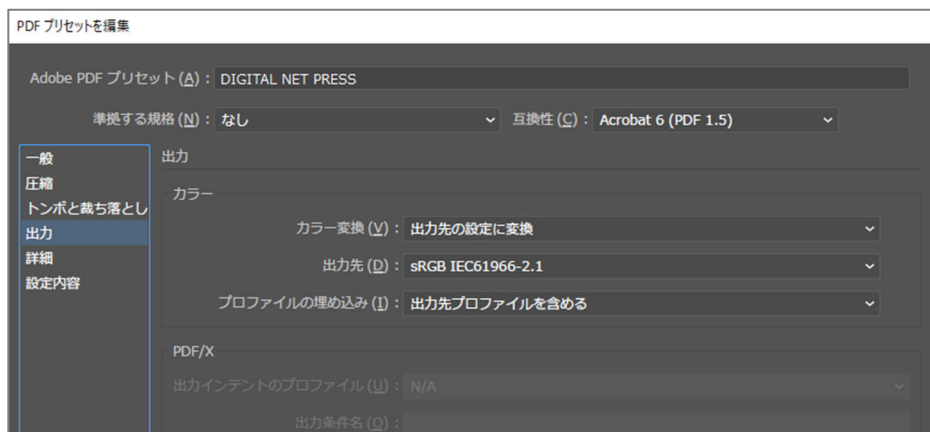 PDF プリセットを編集
Adobe PDF プリセット (A) : DIGITAL NET PRESS
準拠する規格 (N) : なし 互換性 (C) : Acrobat 6 (PDF 1.5)
一般
圧縮
トンボと裁ち落とし
出力
詳細
設定内容
出力
カラー
カラー変換 (V) : 出力先の設定に変換
出力先 (D) : sRGB IEC61966-2.1
プロファイルの埋め込み (I) : 出力先プロファイルを含める
PDF/X
出力インテントのプロファイル (U) : N/A
出力条件名 (O) :